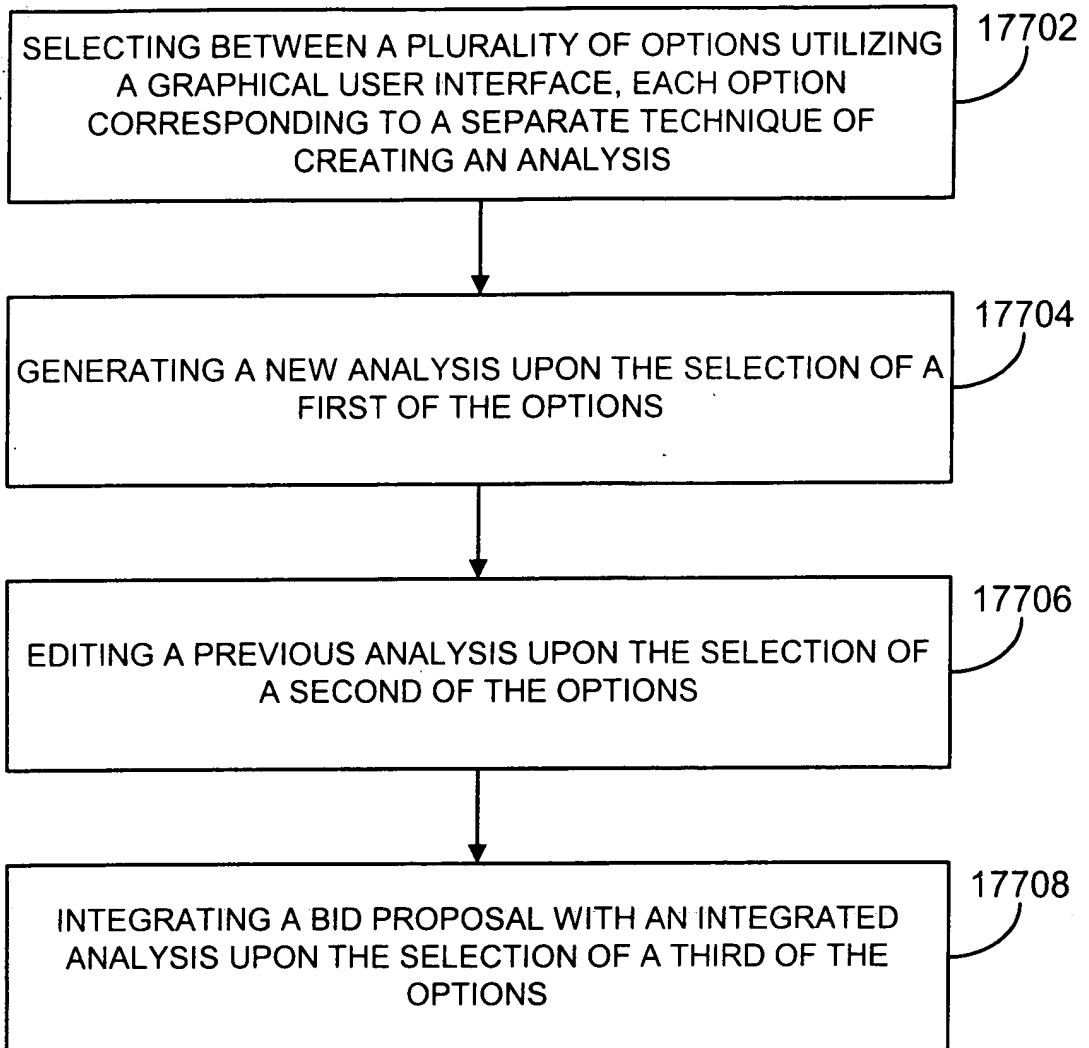 SELECTING BETWEEN A PLURALITY OF OPTIONS UTILIZING
A GRAPHICAL USER INTERFACE, EACH OPTION
CORRESPONDING TO A SEPARATE TECHNIQUE OF
CREATING AN ANALYSIS
17702
GENERATING A NEW ANALYSIS UPON THE SELECTION OF A
FIRST OF THE OPTIONS
17704
EDITING A PREVIOUS ANALYSIS UPON THE SELECTION OF
A SECOND OF THE OPTIONS
17706
INTEGRATING A BID PROPOSAL WITH AN INTEGRATED
ANALYSIS UPON THE SELECTION OF A THIRD OF THE
OPTIONS
17708